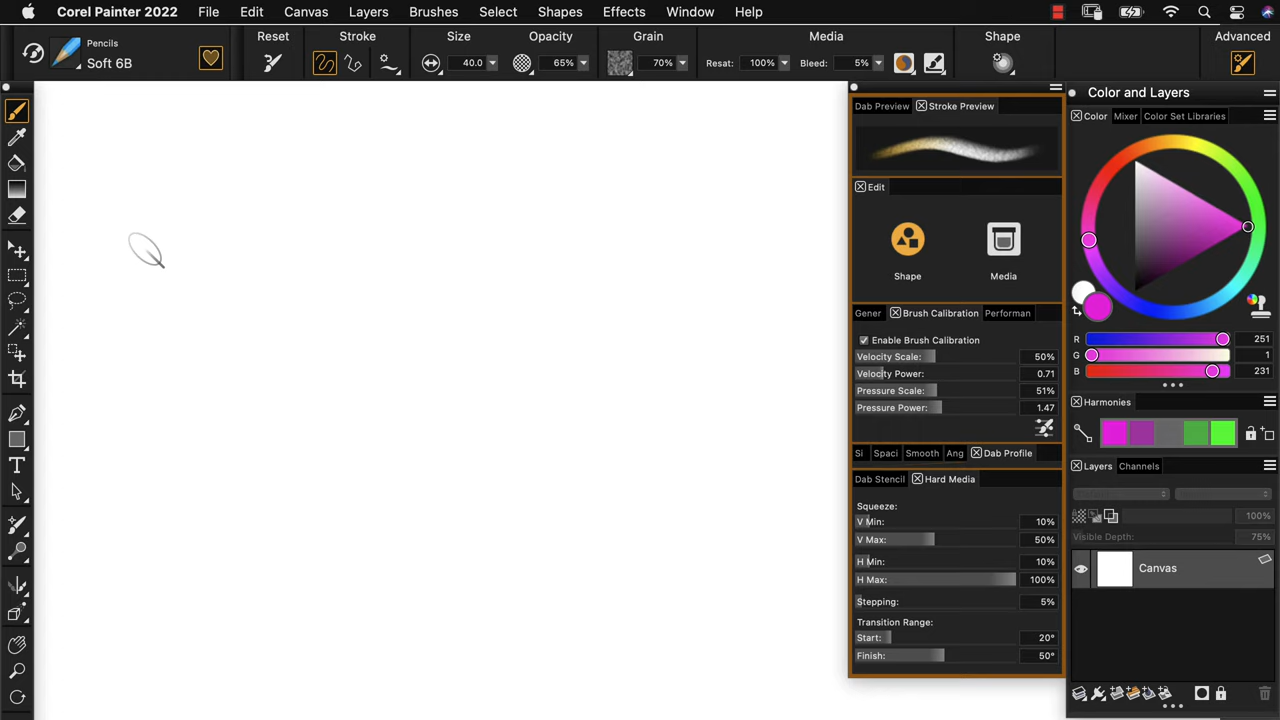 Corel Painter 2022 File Edit Canvas Layers Brushes Select Shapes Effects Window Help
Pencils
Soft 6B
Reset Stroke Size Opacity Grain Media Shape Advanced
40.0 65% 70% Resat: 100% Bleed: 5%
Dab Preview Stroke Preview
Edit
Shape Media
Gener Brush Calibration Performan
Enable Brush Calibration
Velocity Scale: 50%
Velocity Power: 0.71
Pressure Scale: 51%
Pressure Power: 1.47
Si Spaci Smooth Ang Dab Profile
Dab Stencil Hard Media
Squeeze:
V Min: 10%
V Max: 50%
H Min: 10%
H Max: 100%
Stepping: 5%
Transition Range:
Start: 20°
Finish: 50°
Color and Layers
Color Mixer Color Set Libraries
R 251
G 1
B 231
Harmonies
Layers Channels
100%
Visible Depth: 75%
Canvas